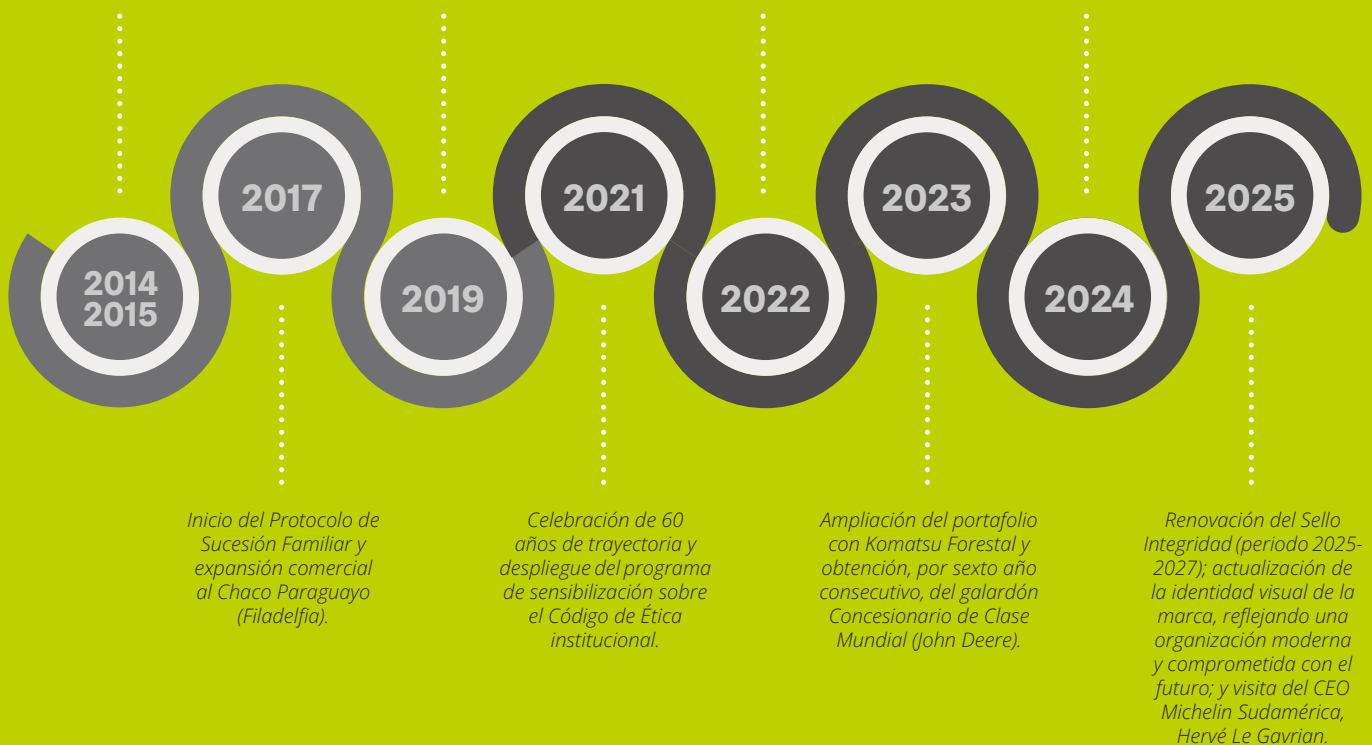 2014
2015
2017
2019
2021
2022
2023
2024
2025
Inicio del Protocolo de
Sucesión Familiar y
expansión comercial
al Chaco Paraguayo
(Filadelfia).
Celebración de 60
años de trayectoria y
despliegue del programa
de sensibilización sobre
el Código de Ética
institucional.
Ampliación del portafolio
con Komatsu Forestal y
obtención, por sexto año
consecutivo, del galardón
Concesionario de Clase
Mundial (John Deere).
Renovación del Sello
Integridad (periodo 2025-
2027); actualización de
la identidad visual de la
marca, reflejando una
organización moderna
y comprometida con el
futuro; y visita del CEO
Michelin Sudamérica,
Hervé Le Gavrian.